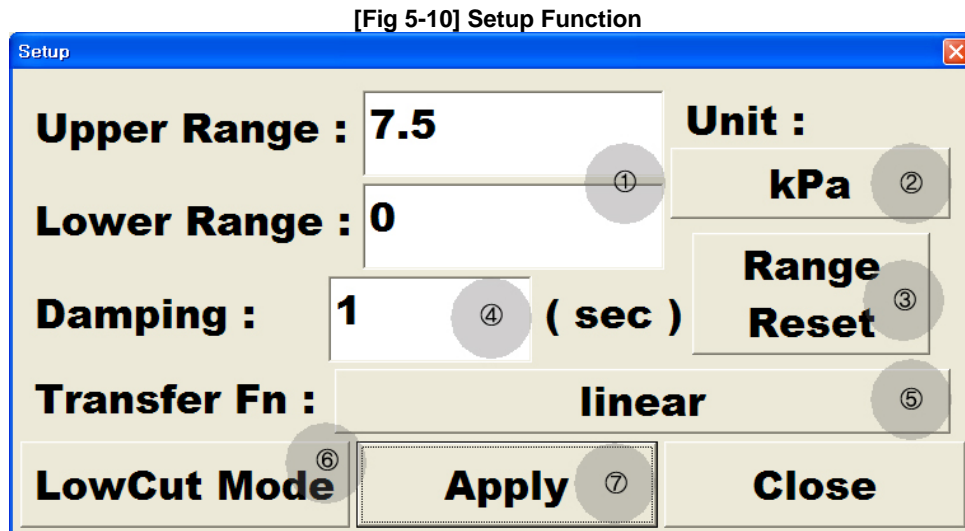 [Fig 5-10] Setup Function
Setup
Upper Range : 7.5 Unit :
① kPa ②
Lower Range : 0
Range Reset ③
Damping : 1 ④ ( sec )
Transfer Fn : linear ⑤
LowCut Mode ⑥ Apply ⑦ Close